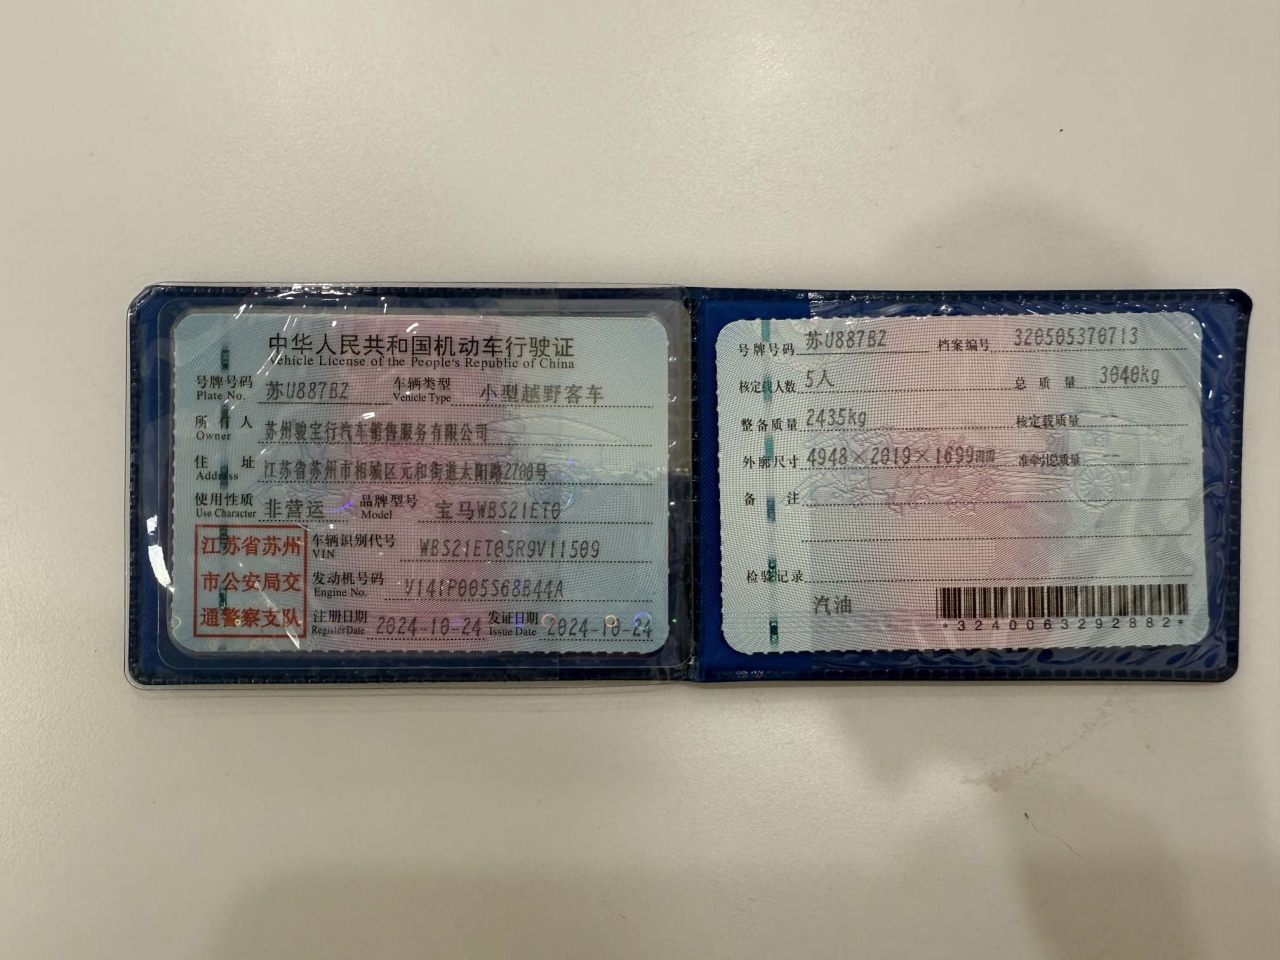 中华人民共和国机动车行驶证
Vehicle License of the People's Republic of China
号牌号码 苏U887BZ 车辆类型 小型越野客车
Plate No. Vehicle Type
所有人 苏州骏宝行汽车销售服务有限公司
Owner
住址 江苏省苏州市相城区元和街道太阳路2700号
Address
使用性质 非营运 品牌型号 宝马WBS21ET0
Use Character Model
江苏省苏州
市公安局交
通警察支队
车辆识别代号 WBS21ET05R9V11509
VIN
发动机号码 V141P005S68B44A
Engine No.
注册日期 2024-10-24 发证日期 2024-10-24
Register Date Issue Date
号牌号码 苏U887BZ 档案编号 320505370713
核定载人数 5人 总质量 3040kg
整备质量 2435kg 核定载质量
外廓尺寸 4948×2019×1699mm 准牵引总质量
备注
检验记录
汽油
*3240063292882*